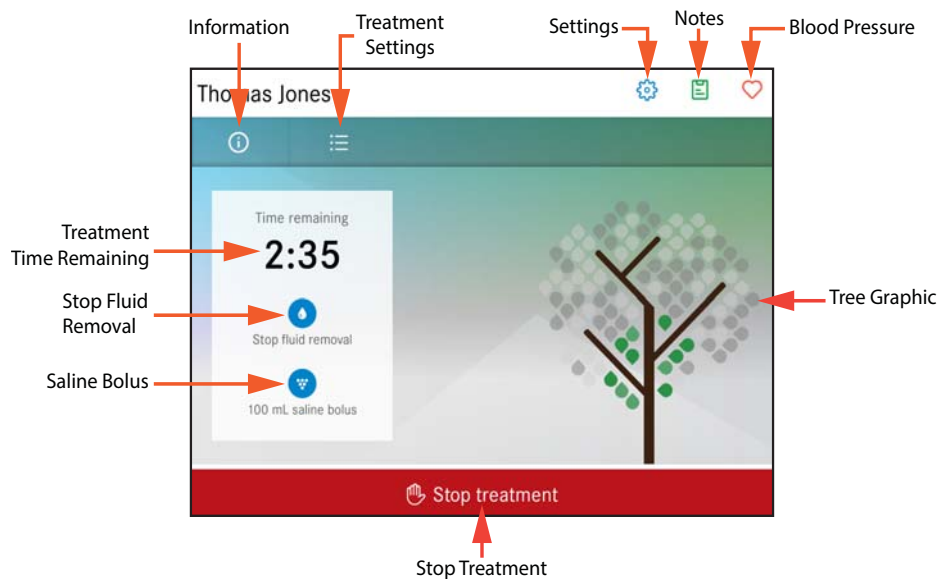 Information
Treatment
Settings
Settings
Notes
Blood Pressure
Thomas Jones
Time remaining
2:35
Treatment
Time Remaining
Stop Fluid
Removal
Stop fluid removal
Tree Graphic
Saline Bolus
100 mL saline bolus
Stop treatment
Stop Treatment